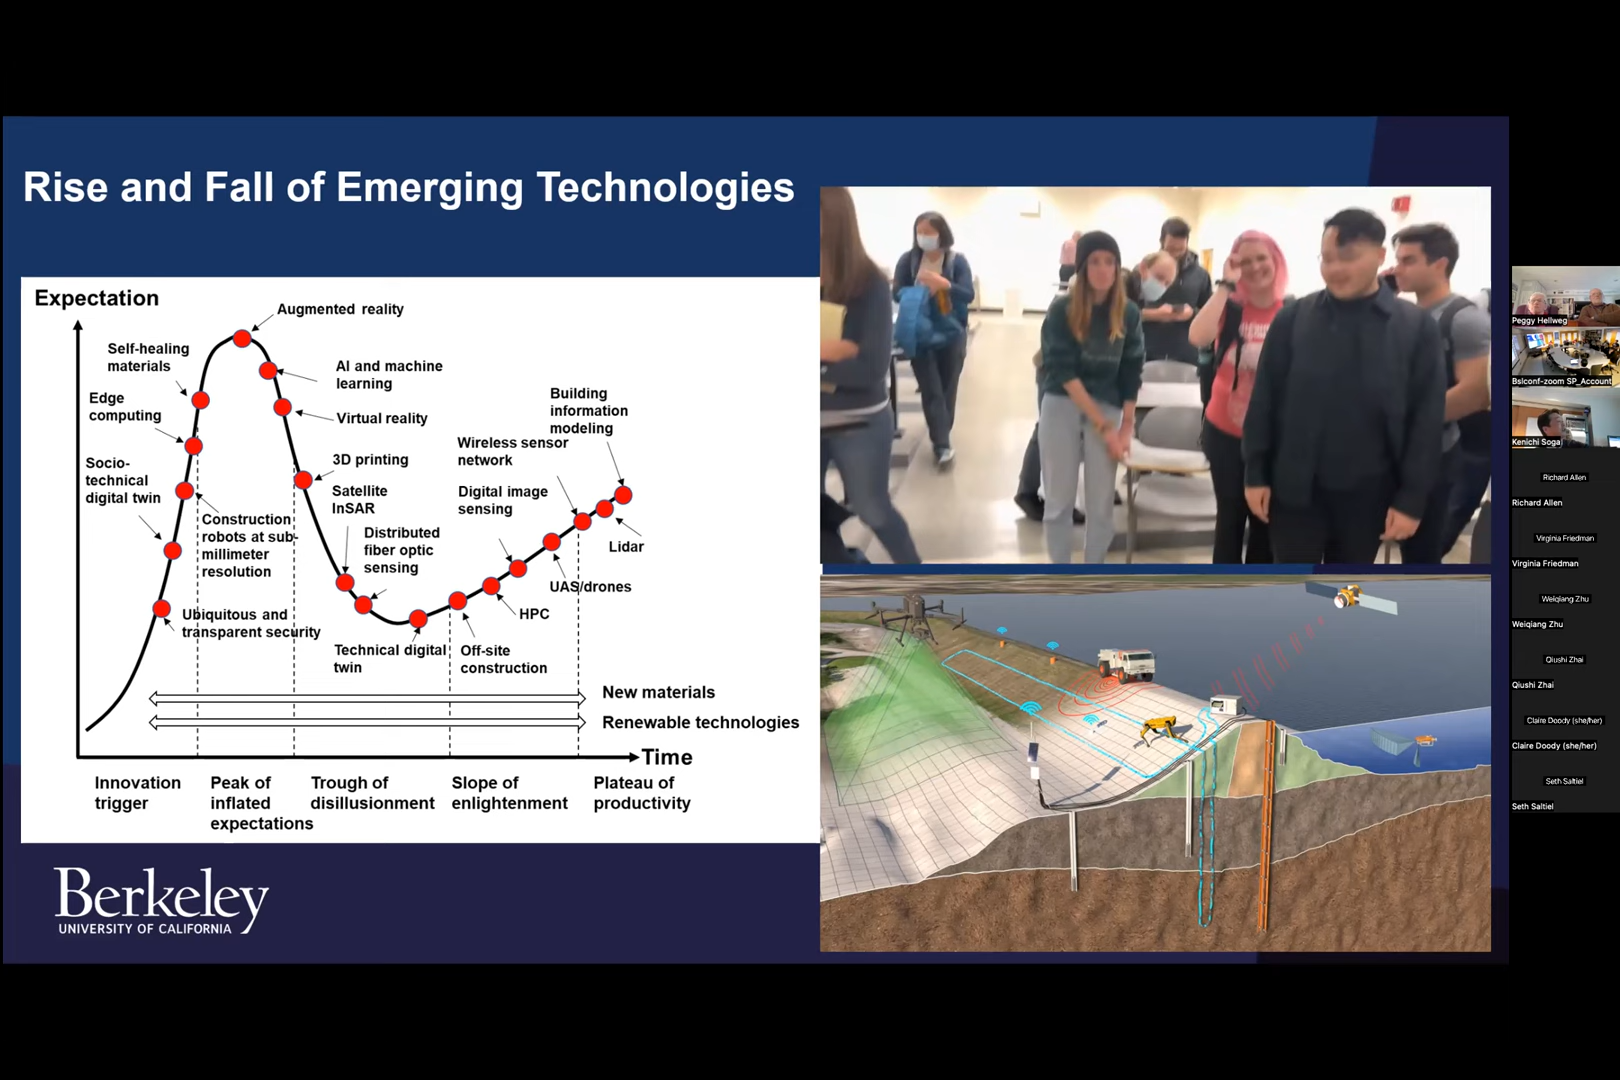 Rise and Fall of Emerging Technologies
Expectation
Augmented reality
Self-healing
materials
AI and machine
learning
Edge
computing
Virtual reality
Building
information
modeling
Wireless sensor
network
3D printing
Socio-
technical
digital twin
Satellite
InSAR
Digital image
sensing
Construction
robots at sub-
millimeter
resolution
Distributed
fiber optic
sensing
Lidar
UAS/drones
HPC
Ubiquitous and
transparent security
Technical digital
twin
Off-site
construction
New materials
Renewable technologies
Time
Innovation
trigger
Peak of
inflated
expectations
Trough of
disillusionment
Slope of
enlightenment
Plateau of
productivity
Berkeley
UNIVERSITY OF CALIFORNIA
Peggy Hellweg
Bslconf-zoom SP_Account
Kenichi Soga
Richard Allen
Richard Allen
Virginia Friedman
Virginia Friedman
Weiqiang Zhu
Weiqiang Zhu
Qiushi Zhai
Qiushi Zhai
Claire Doody (she/her)
Claire Doody (she/her)
Seth Saltiel
Seth Saltiel